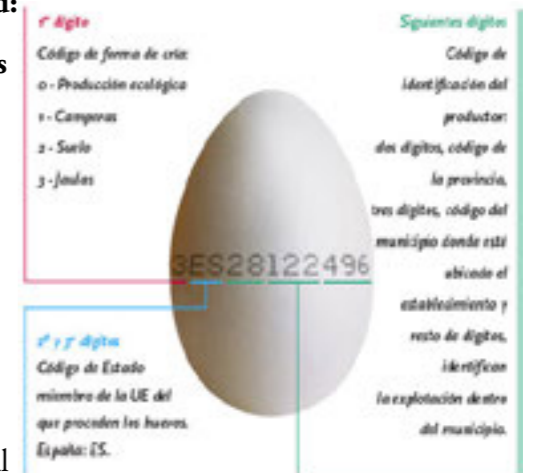 d:
s
1er dígito
Código de forma de cría:
0 - Producción ecológica
1 - Camperas
2 - Suelo
3 - Jaulas
Siguientes dígitos
Código de
identificación del
productor:
dos dígitos, código de
la provincia,
tres dígitos, código del
municipio donde esté
ubicado el
establecimiento y
resto de dígitos,
identifican
la explotación dentro
del municipio.
3ES28122496
2º y 3er dígitos
Código de Estado
miembro de la UE del
que proceden los huevos.
España: ES.
l